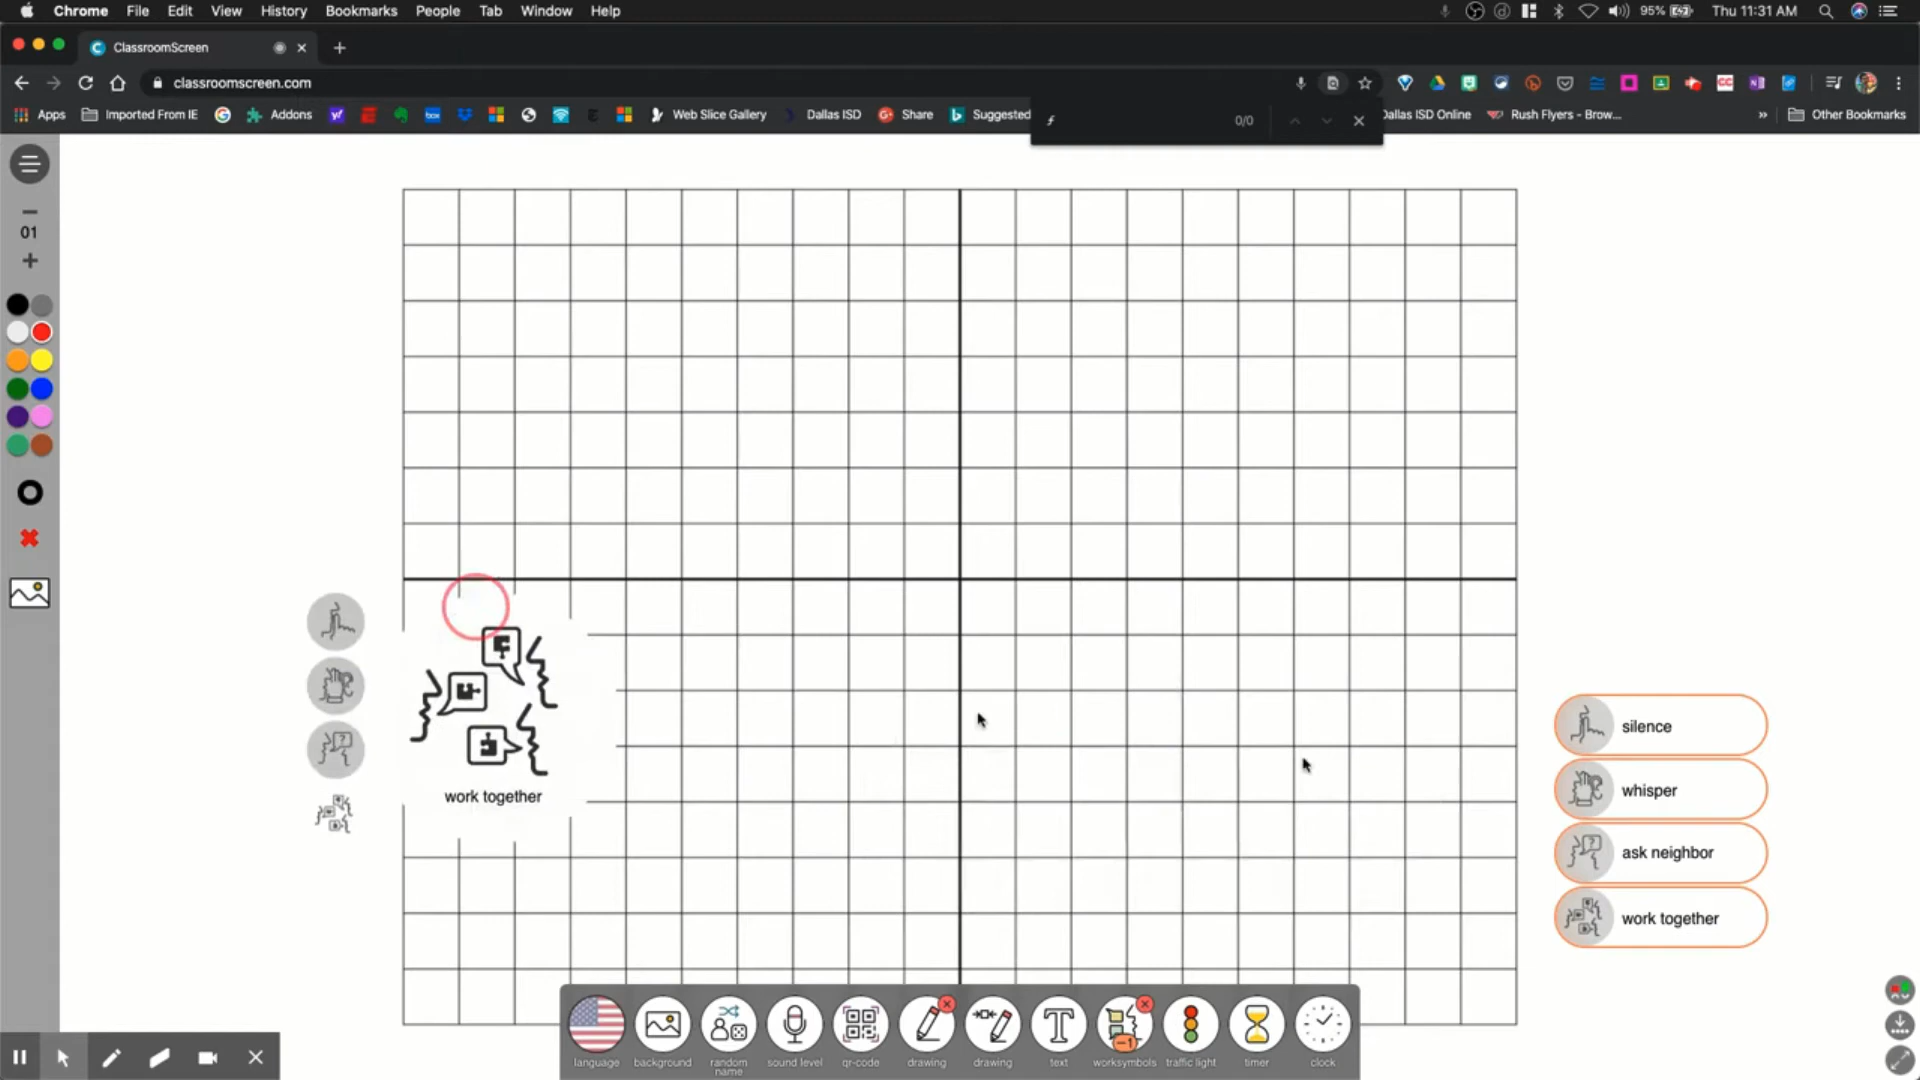 Chrome File Edit View History Bookmarks People Tab Window Help 95% Thu 11:31 AM
ClassroomScreen
classroomscreen.com
Apps Imported From IE Addons Web Slice Gallery Dallas ISD Share Suggested f 0/0 Dallas ISD Online Rush Flyers - Brow... » Other Bookmarks
01
work together
silence
whisper
ask neighbor
work together
-1
language background random name sound level qr-code drawing drawing text worksymbols traffic light timer clock